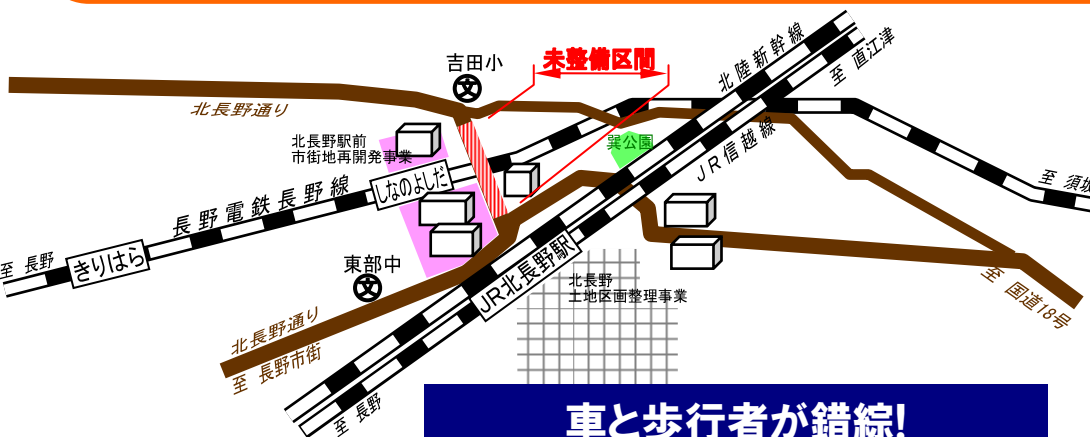 未整備区間
吉田小
文
北長野通り
北陸新幹線
至 直江津
北長野駅前
市街地再開発事業
巽公園
JR信越線
しなのよしだ
長野電鉄長野線
至 長野
きりはら
東部中
文
JR北長野駅
北長野
土地区画整理事業
至 国道18号
北長野通り
至 長野市街
至 長野
車と歩行者が錯綜!